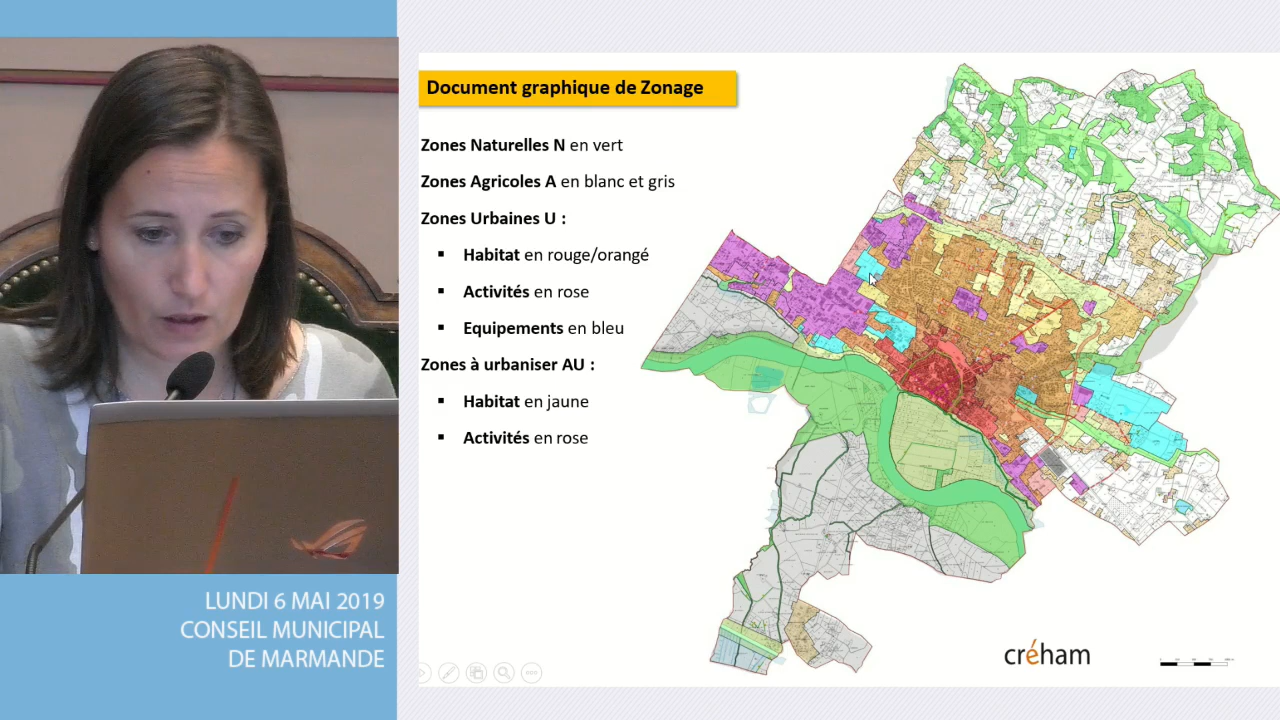 Document graphique de Zonage
Zones Naturelles N en vert
Zones Agricoles A en blanc et gris
Zones Urbaines U :
▪ Habitat en rouge/orangé
▪ Activités en rose
▪ Equipements en bleu
Zones à urbaniser AU :
▪ Habitat en jaune
▪ Activités en rose
créham
LUNDI 6 MAI 2019
CONSEIL MUNICIPAL
DE MARMANDE